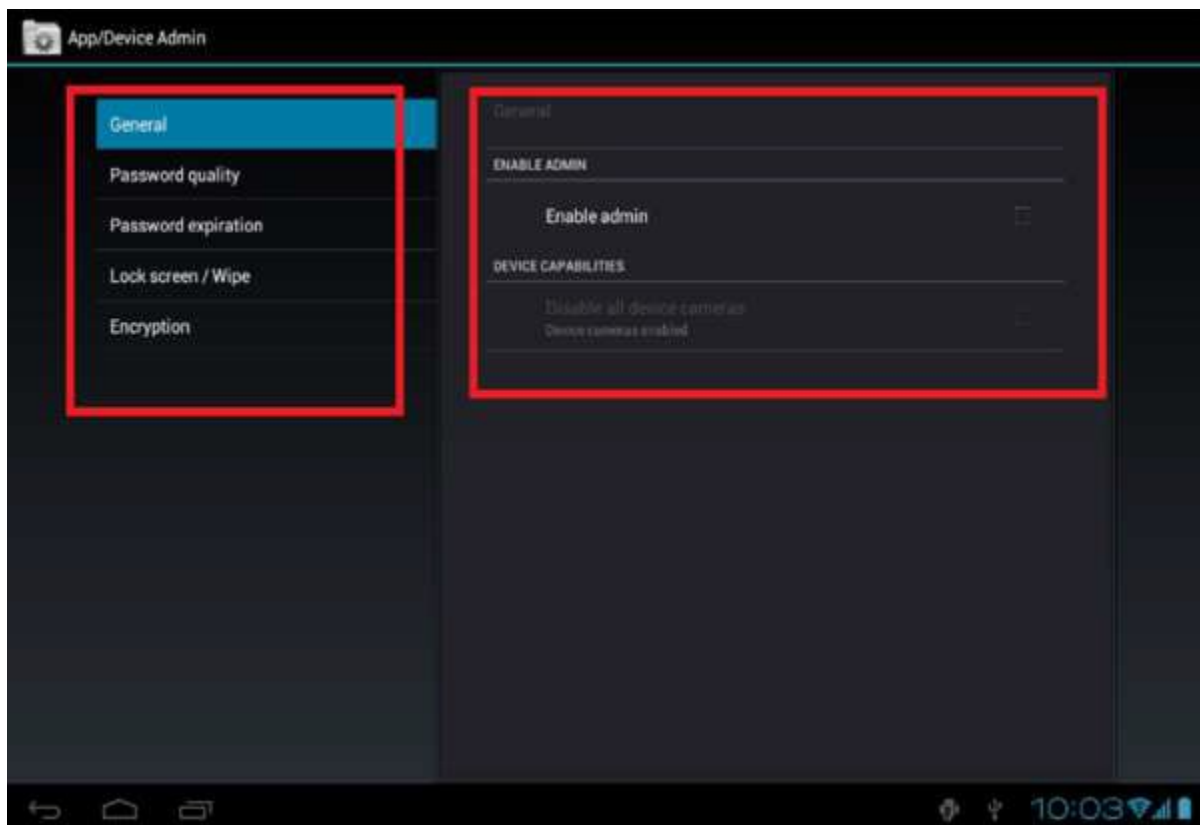 App/Device Admin
General
Password quality
Password expiration
Lock screen / Wipe
Encryption
General
ENABLE ADMIN
Enable admin
DEVICE CAPABILITIES
Disable all device cameras
Device cameras enabled
10:03